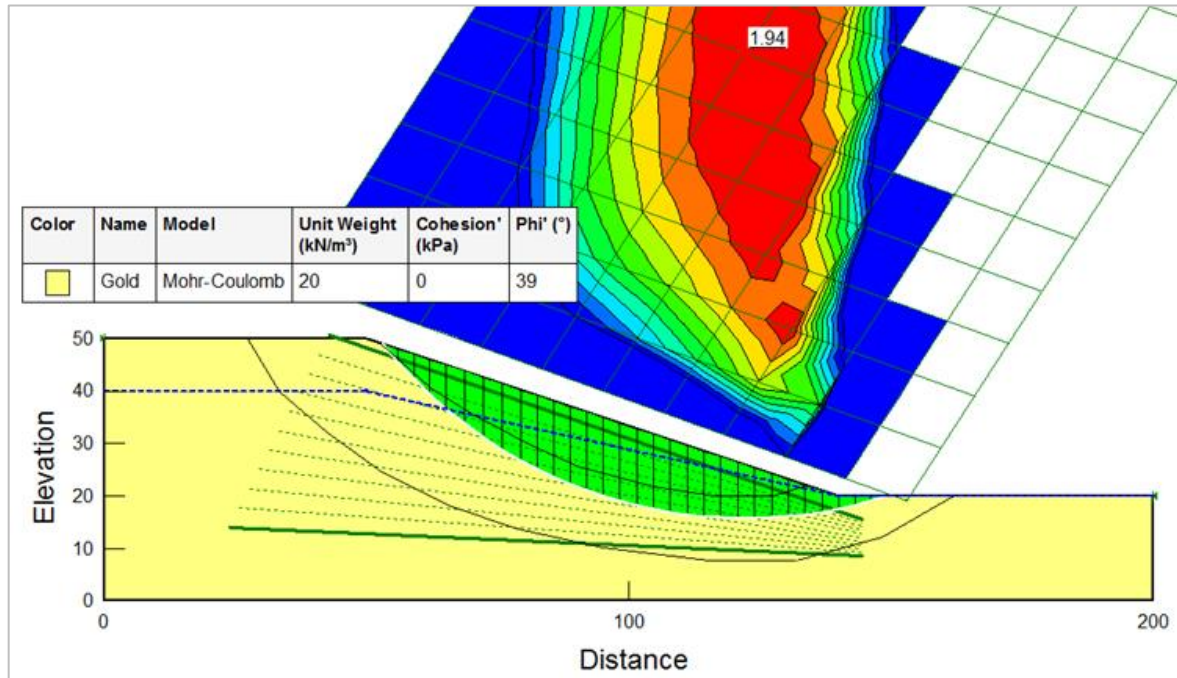 1.94
Color Name Model Unit Weight (kN/m³) Cohesion' (kPa) Phi' (°)
Gold Mohr-Coulomb 20 0 39
50
40
30
20
10
0
Elevation
0 100 200
Distance